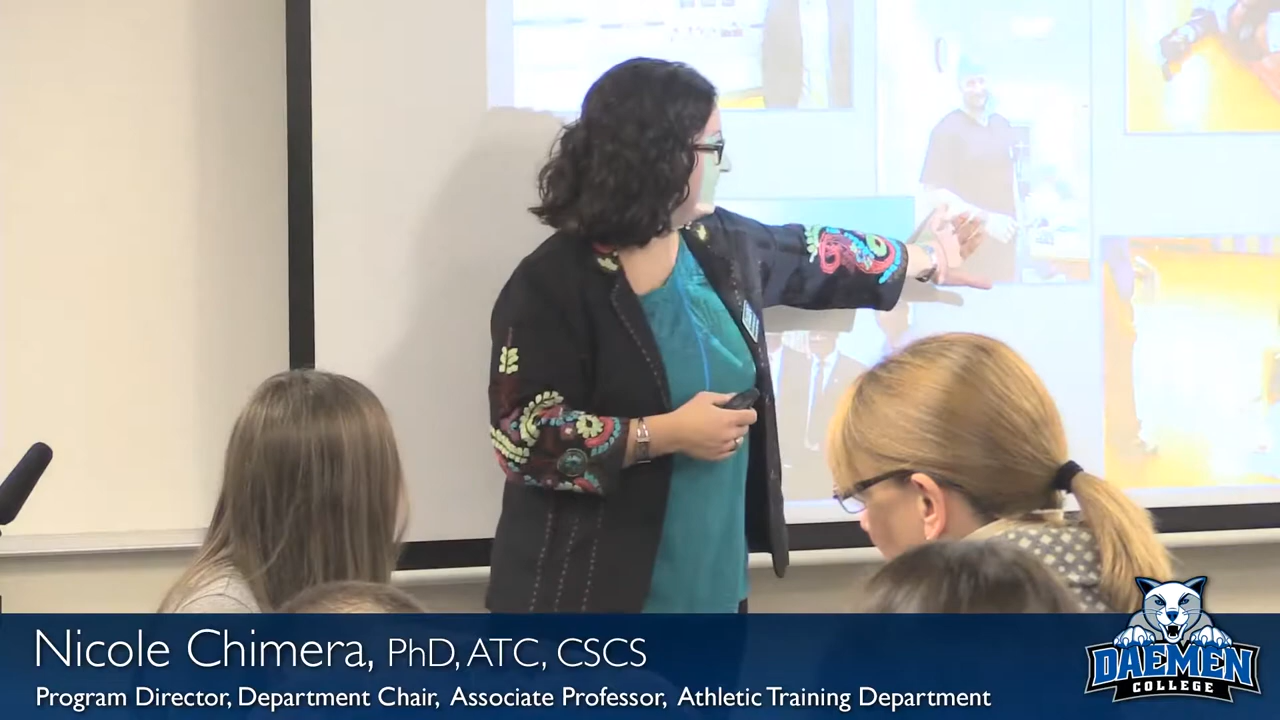 Nicole Chimera, PhD, ATC, CSCS
Program Director, Department Chair, Associate Professor, Athletic Training Department
DAEMEN
COLLEGE